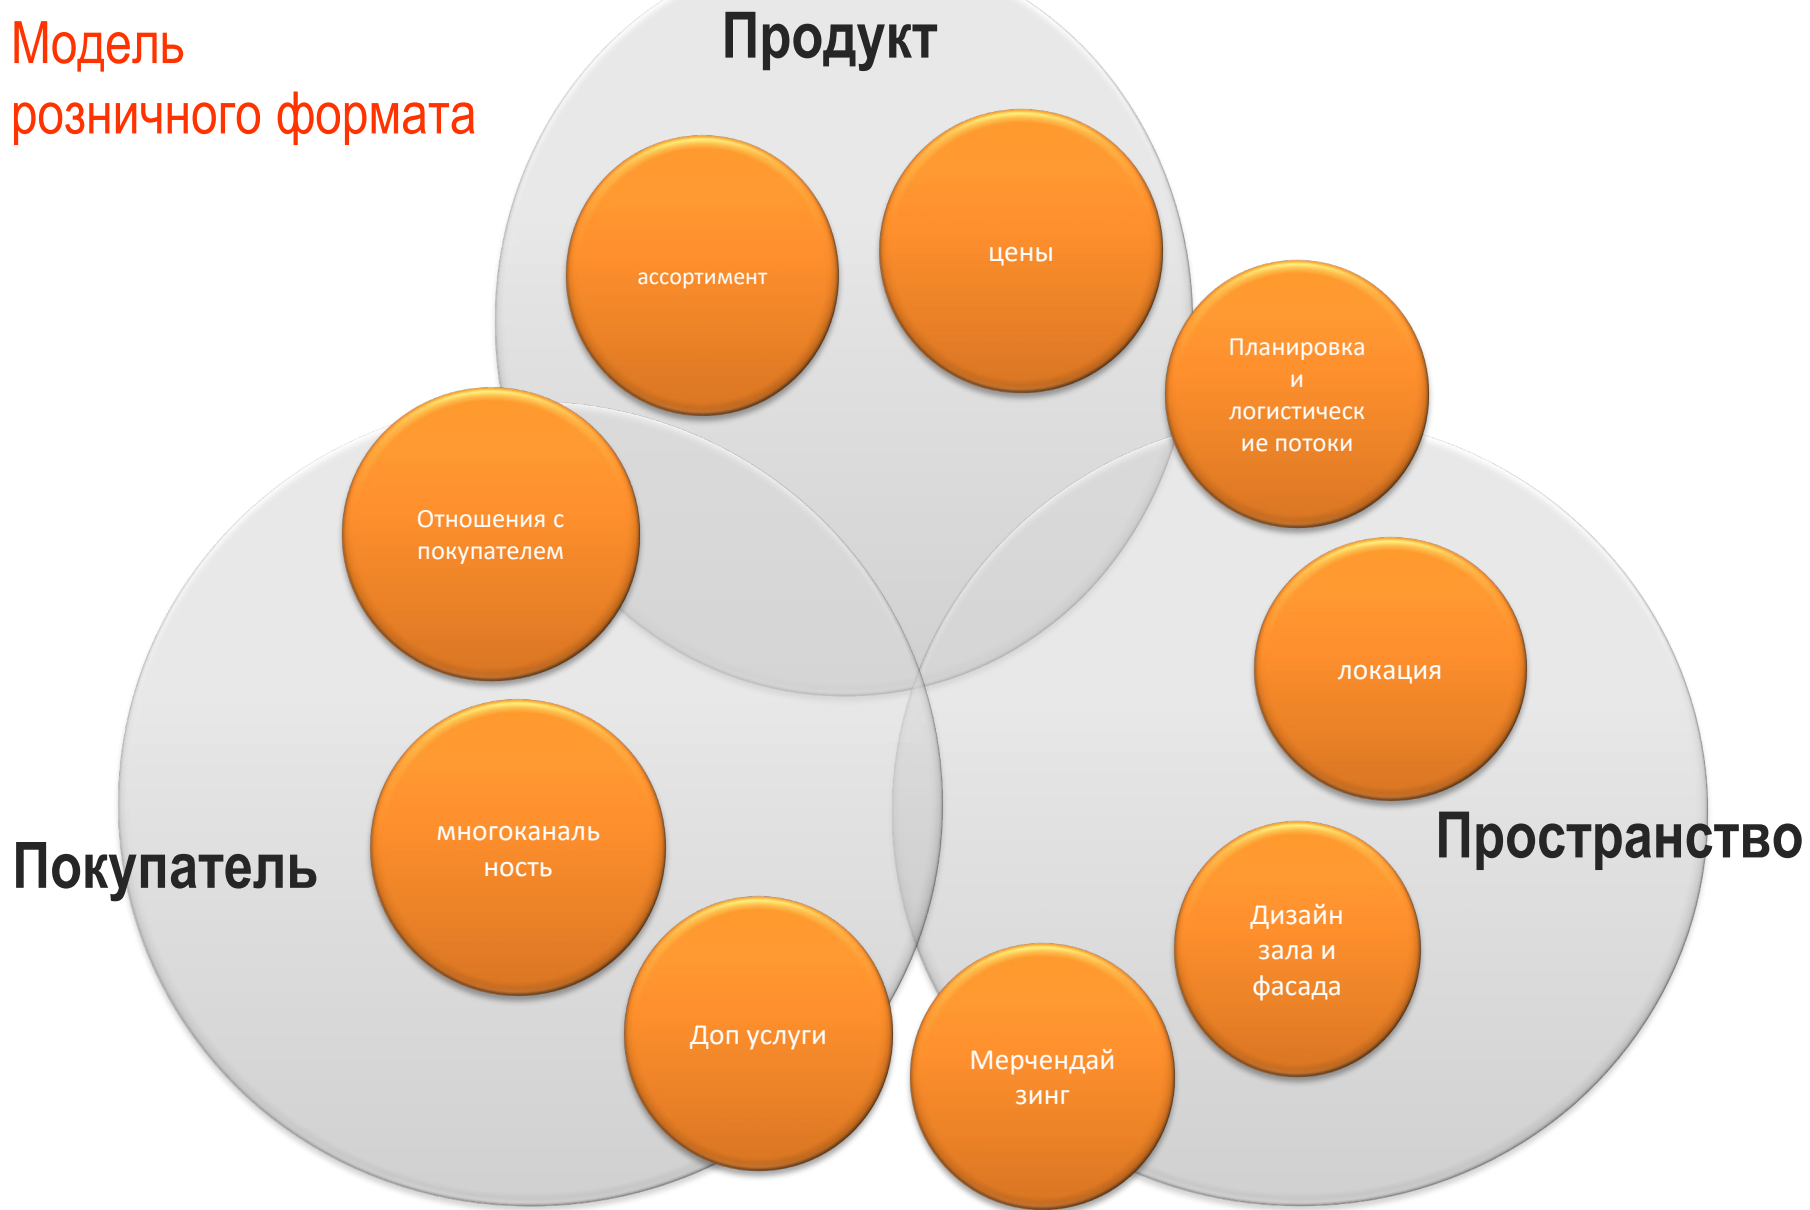 Модель
розничного формата
Продукт
ассортимент
цены
Планировка
и
логистическ
ие потоки
Отношения с
покупателем
локация
многоканаль
ность
Покупатель
Пространство
Дизайн
зала и
фасада
Доп услуги
Мерчендай
зинг